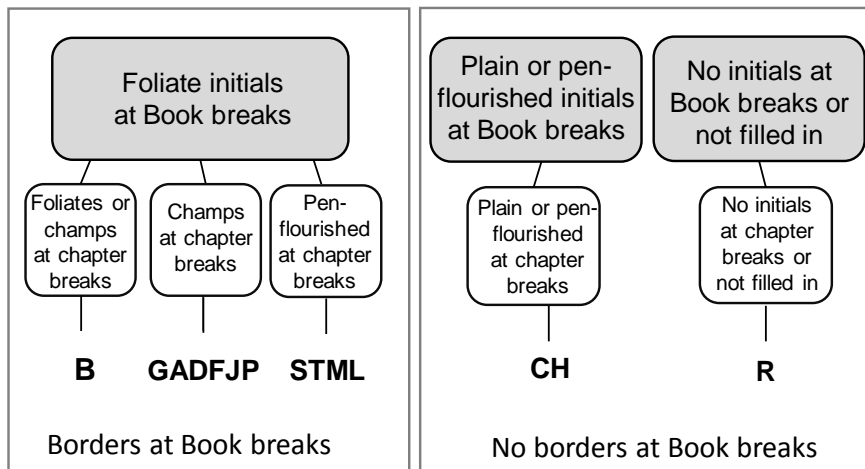 Foliate initials
at Book breaks
Foliates or
champs
at chapter
breaks
Champs
at chapter
breaks
Pen-
flourished
at chapter
breaks
B
GADFJP
STML
Borders at Book breaks
Plain or pen-
flourished initials
at Book breaks
No initials at
Book breaks or
not filled in
Plain or pen-
flourished
at chapter
breaks
No initials
at chapter
breaks or
not filled in
CH
R
No borders at Book breaks